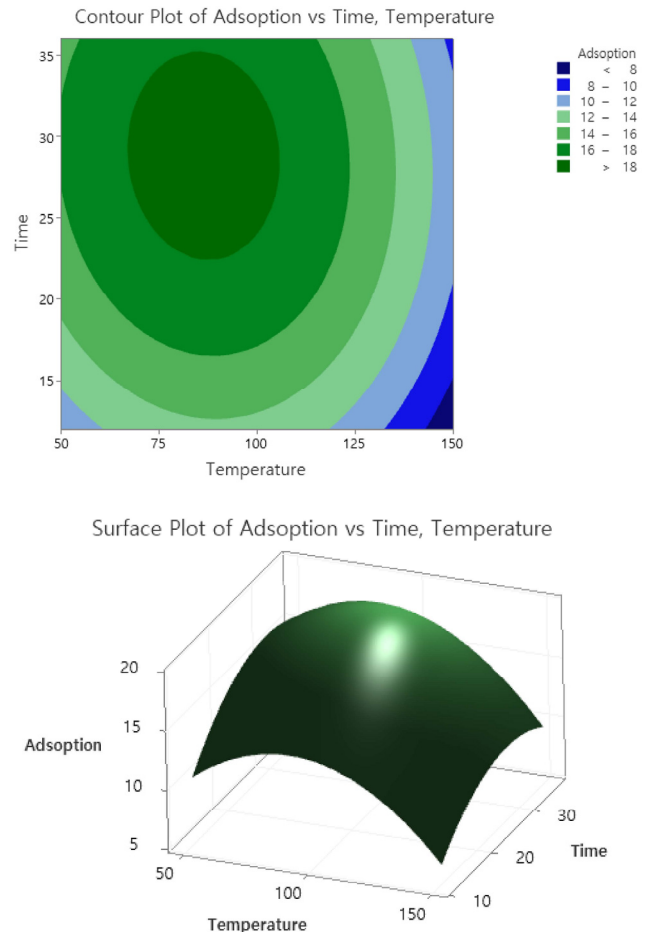 Contour Plot of Adsoption vs Time, Temperature
35
30
25
20
15
Time
50 75 100 125 150
Temperature
Adsoption
< 8
8 – 10
10 – 12
12 – 14
14 – 16
16 – 18
> 18
Surface Plot of Adsoption vs Time, Temperature
20
15
10
5
Adsoption
50
100
150
Temperature
10
20
30
Time